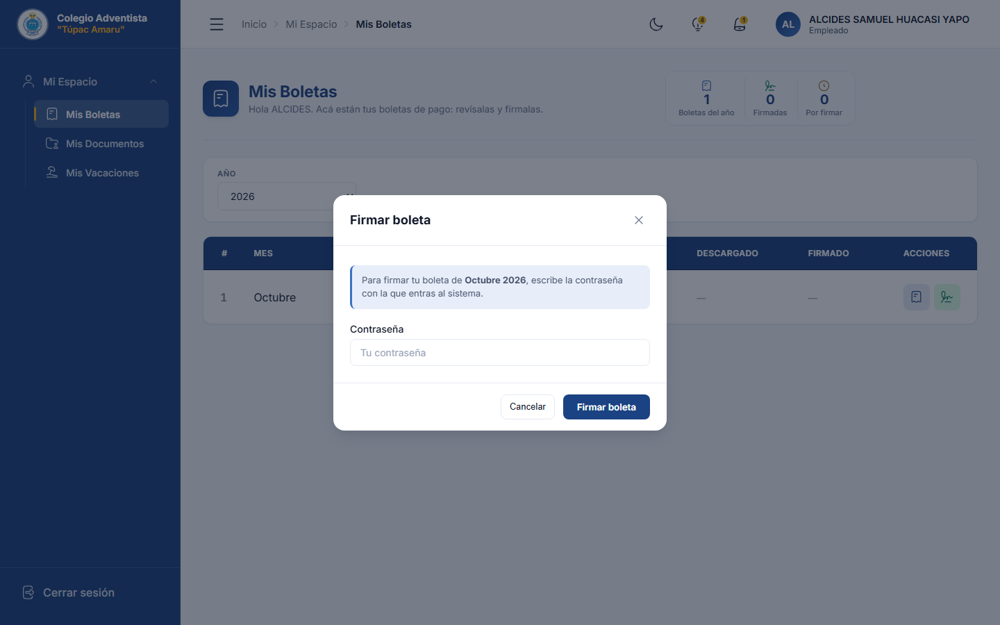 Colegio Adventista
"Túpac Amaru"
Inicio > Mi Espacio > Mis Boletas
4
1
AL
ALCIDES SAMUEL HUACASI YAPO
Empleado
Mi Espacio
Mis Boletas
Mis Documentos
Mis Vacaciones
Cerrar sesión
Mis Boletas
Hola ALCIDES. Acá están tus boletas de pago: revísalas y fírmalas.
1
Boletas del año
0
Firmadas
0
Por firmar
AÑO
2026
# MES DESCARGADO FIRMADO ACCIONES
1 Octubre — —
Firmar boleta
Para firmar tu boleta de Octubre 2026, escribe la contraseña
con la que entras al sistema.
Contraseña
Tu contraseña
Cancelar
Firmar boleta